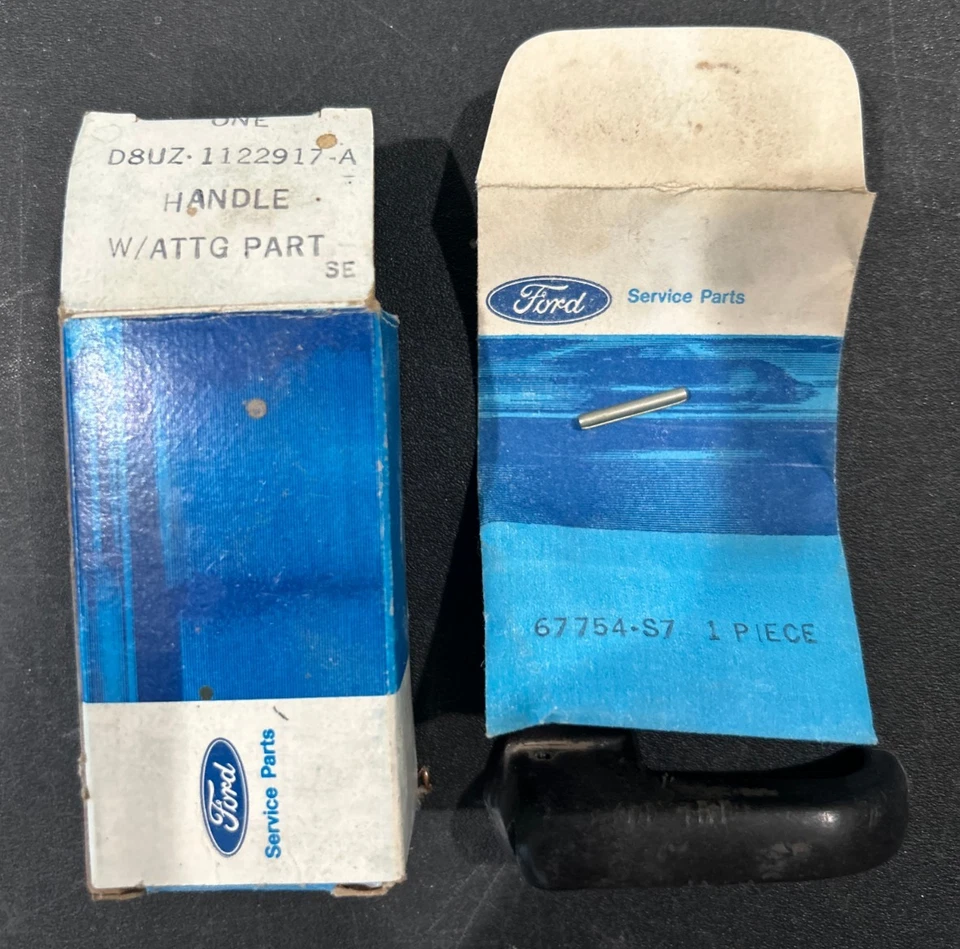 ONE
D8UZ-1122917-A
HANDLE
W/ATTG PART
SE
Ford
Service Parts
Ford Service Parts
67754-S7 1 PIECE